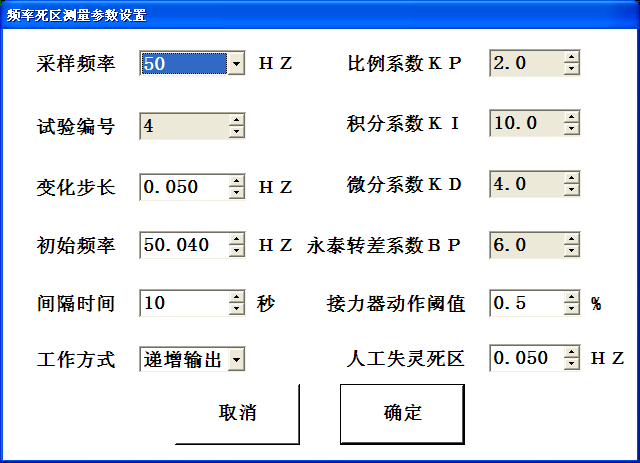 频率死区测量参数设置
采样频率 50 ＨＺ 比例系数ＫＰ 2.0
试验编号 4 积分系数ＫＩ 10.0
变化步长 0.050 ＨＺ 微分系数ＫＤ 4.0
初始频率 50.040 ＨＺ 永泰转差系数ＢＰ 6.0
间隔时间 10 秒 接力器动作阈值 0.5 %
工作方式 递增输出 人工失灵死区 0.050 ＨＺ
取消 确定